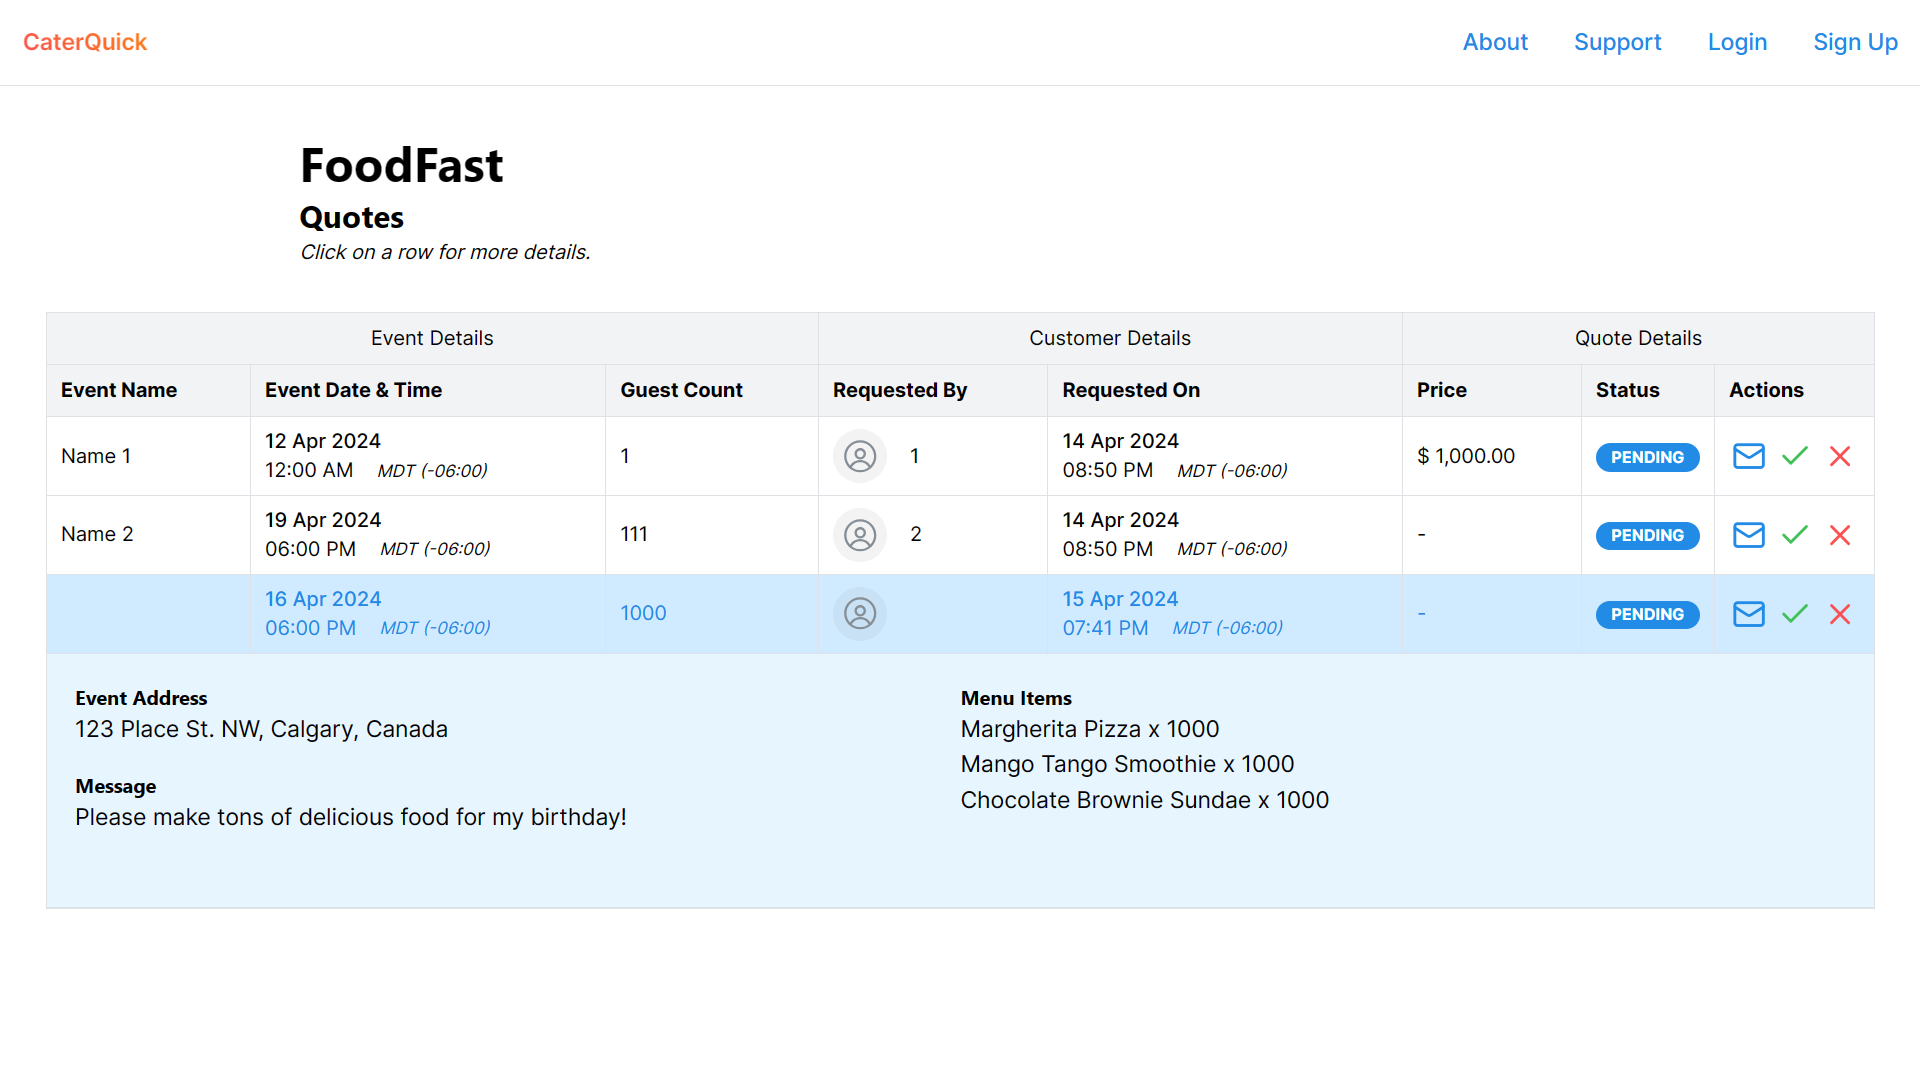 CaterQuick About Support Login Sign Up
FoodFast
Quotes
Click on a row for more details.
Event Details Customer Details Quote Details
Event Name Event Date & Time Guest Count Requested By Requested On Price Status Actions
12 Apr 2024 14 Apr 2024
Name 1 1 1 $ 1,000.00 PENDING
12:00 AM MDT (-06:00) 08:50 PM MDT (-06:00)
19 Apr 2024 14 Apr 2024
Name 2 111 2 - PENDING
06:00 PM MDT (-06:00) 08:50 PM MDT (-06:00)
16 Apr 2024 15 Apr 2024
1000 - PENDING
06:00 PM MDT (-06:00) 07:41 PM MDT (-06:00)
Event Address
123 Place St. NW, Calgary, Canada
Message
Please make tons of delicious food for my birthday!
Menu Items
Margherita Pizza x 1000
Mango Tango Smoothie x 1000
Chocolate Brownie Sundae x 1000